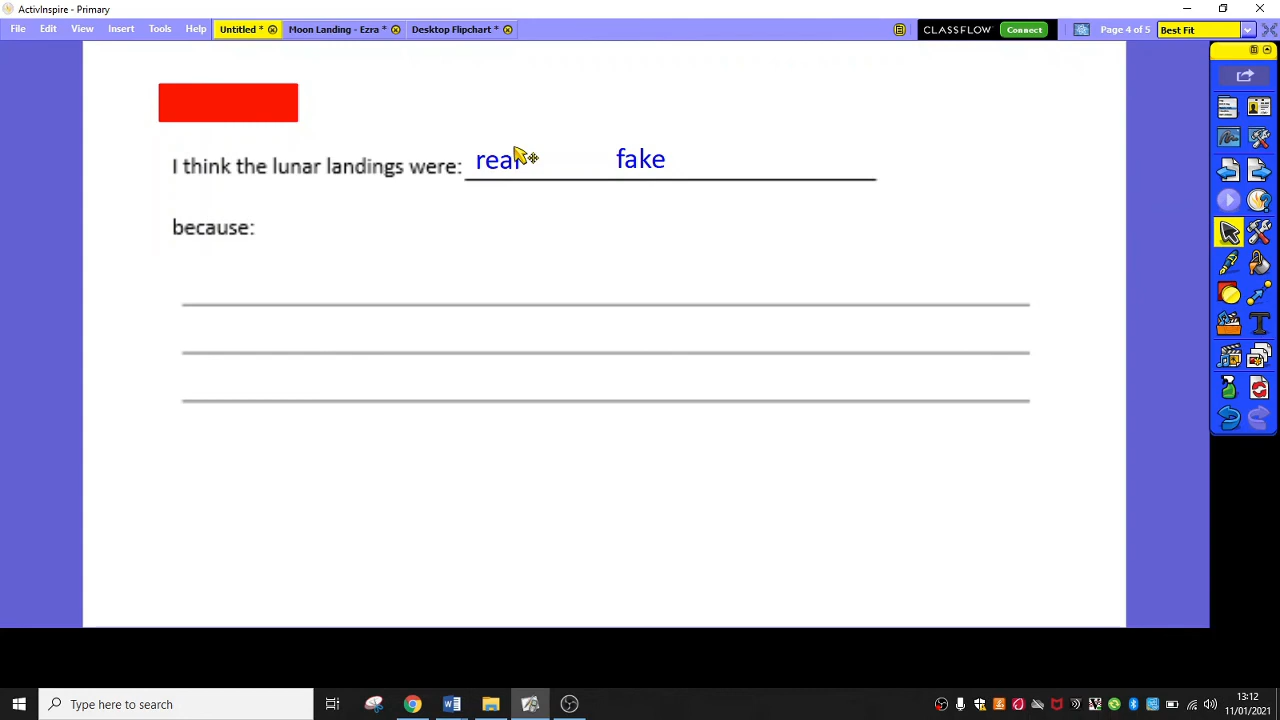 ActivInspire - Primary
File Edit View Insert Tools Help Untitled * Moon Landing - Ezra * Desktop Flipchart * CLASSFLOW Connect Page 4 of 5 Best Fit
I think the lunar landings were: real fake
because:
Type here to search
13:12
11/01/2021